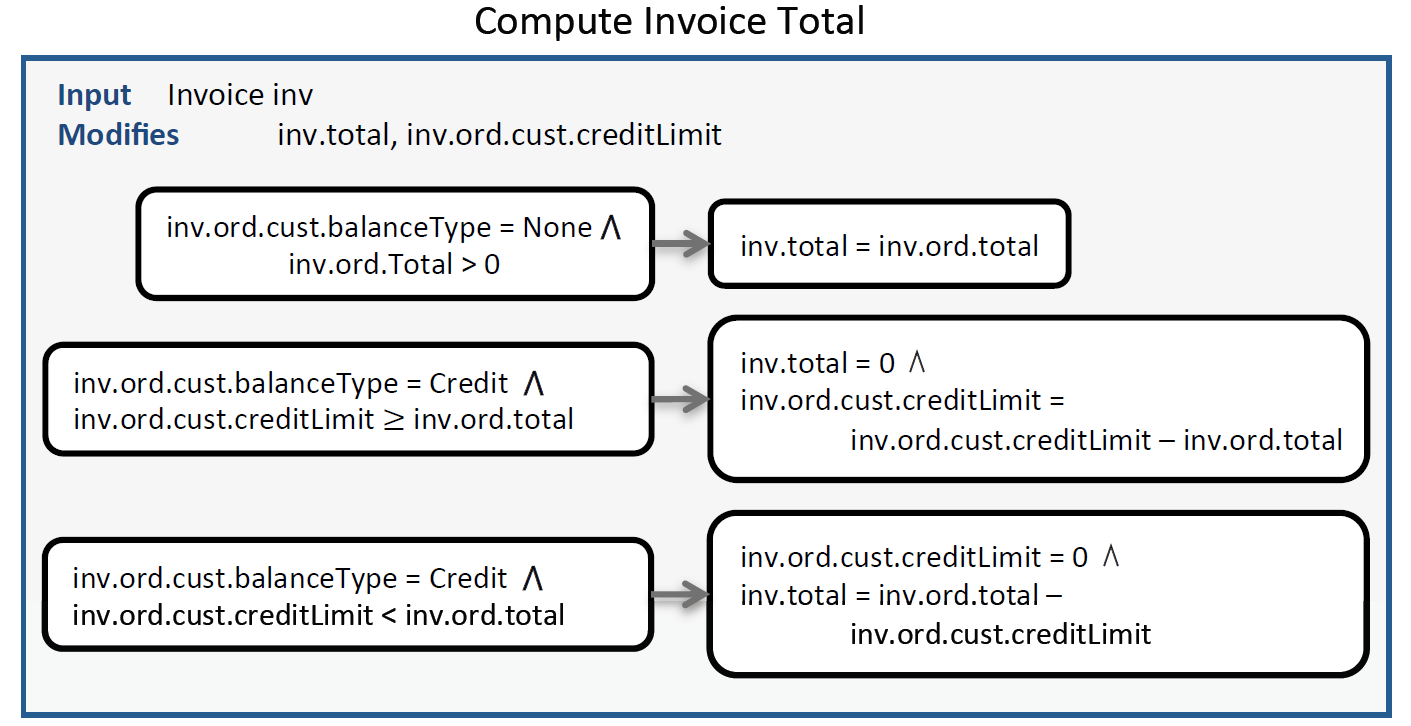 Compute Invoice Total
Input Invoice inv
Modifies inv.total, inv.ord.cust.creditLimit
inv.ord.cust.balanceType = None ⋀
inv.ord.Total > 0
inv.total = inv.ord.total
inv.ord.cust.balanceType = Credit ⋀
inv.ord.cust.creditLimit ≥ inv.ord.total
inv.total = 0 ⋀
inv.ord.cust.creditLimit =
inv.ord.cust.creditLimit – inv.ord.total
inv.ord.cust.balanceType = Credit ⋀
inv.ord.cust.creditLimit < inv.ord.total
inv.ord.cust.creditLimit = 0 ⋀
inv.total = inv.ord.total –
inv.ord.cust.creditLimit